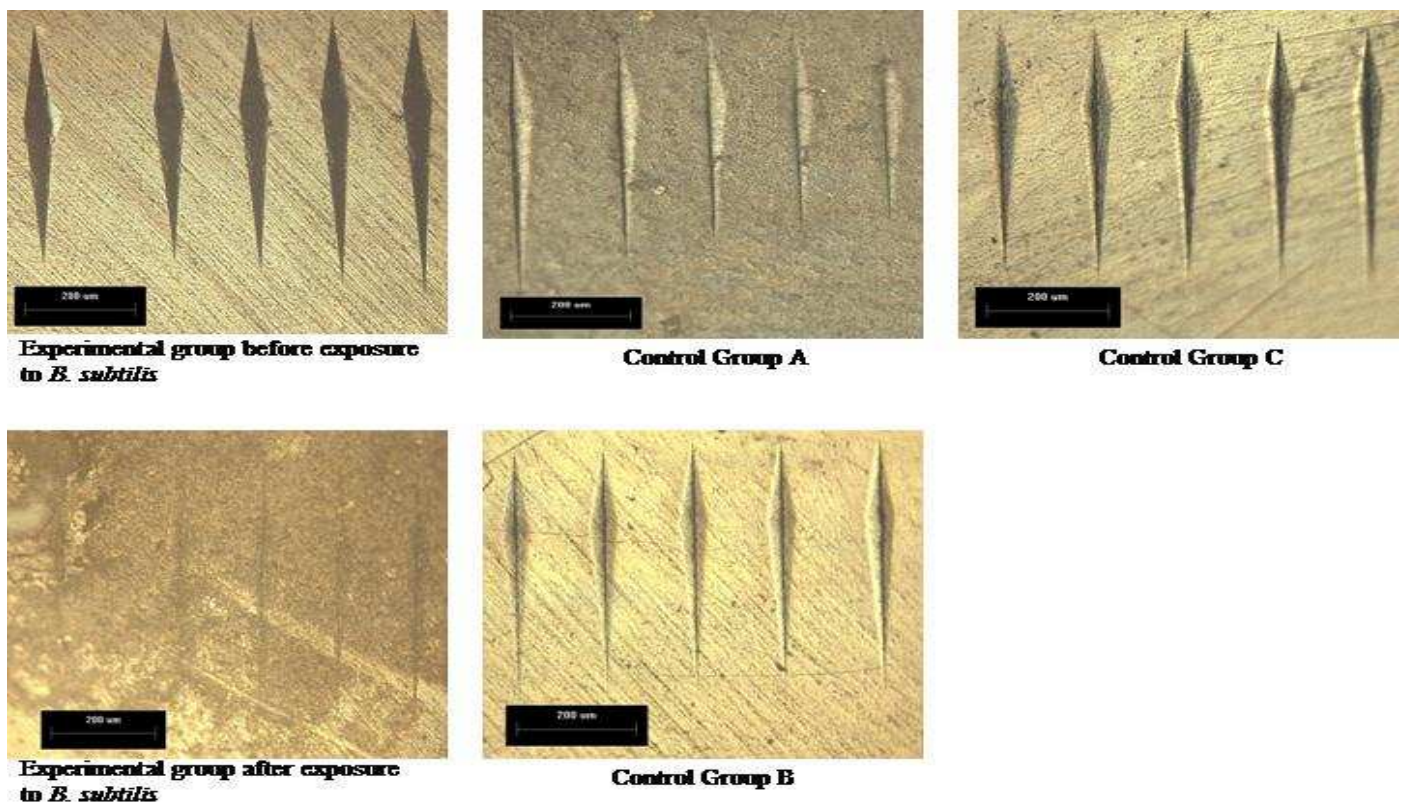 200 um
200 um
200 um
Experimental group before exposure
to B. subtilis
Control Group A
Control Group C
200 um
200 um
Experimental group after exposure
to B. subtilis
Control Group B